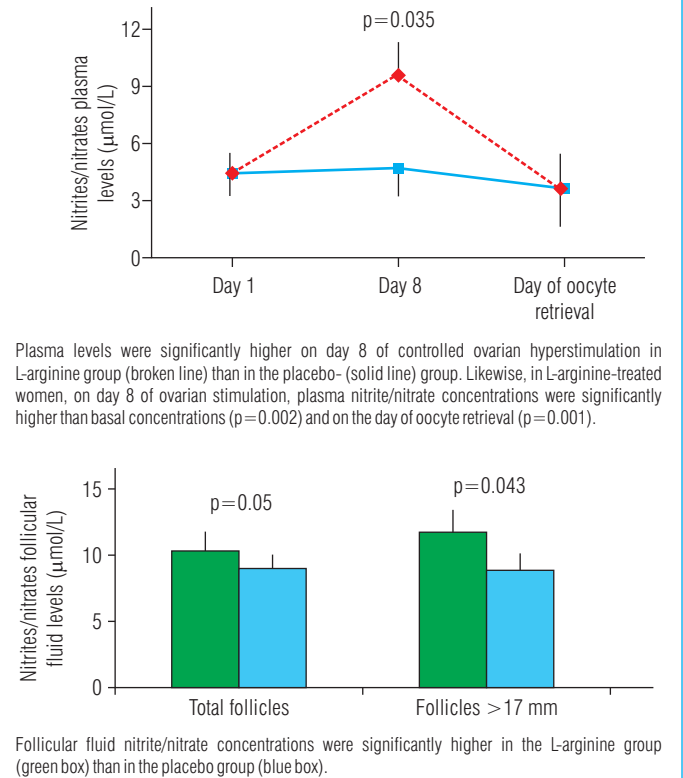 12
p=0.035
9
6
3
0
Nitrites/nitrates plasma
levels (μmol/L)
Day 1
Day 8
Day of oocyte
retrieval
Plasma levels were significantly higher on day 8 of controlled ovarian hyperstimulation in
L-arginine group (broken line) than in the placebo- (solid line) group. Likewise, in L-arginine-treated
women, on day 8 of ovarian stimulation, plasma nitrite/nitrate concentrations were significantly
higher than basal concentrations (p=0.002) and on the day of oocyte retrieval (p=0.001).
15
p=0.05
p=0.043
10
5
0
Nitrites/nitrates follicular
fluid levels (μmol/L)
Total follicles
Follicles >17 mm
Follicular fluid nitrite/nitrate concentrations were significantly higher in the L-arginine group
(green box) than in the placebo group (blue box).